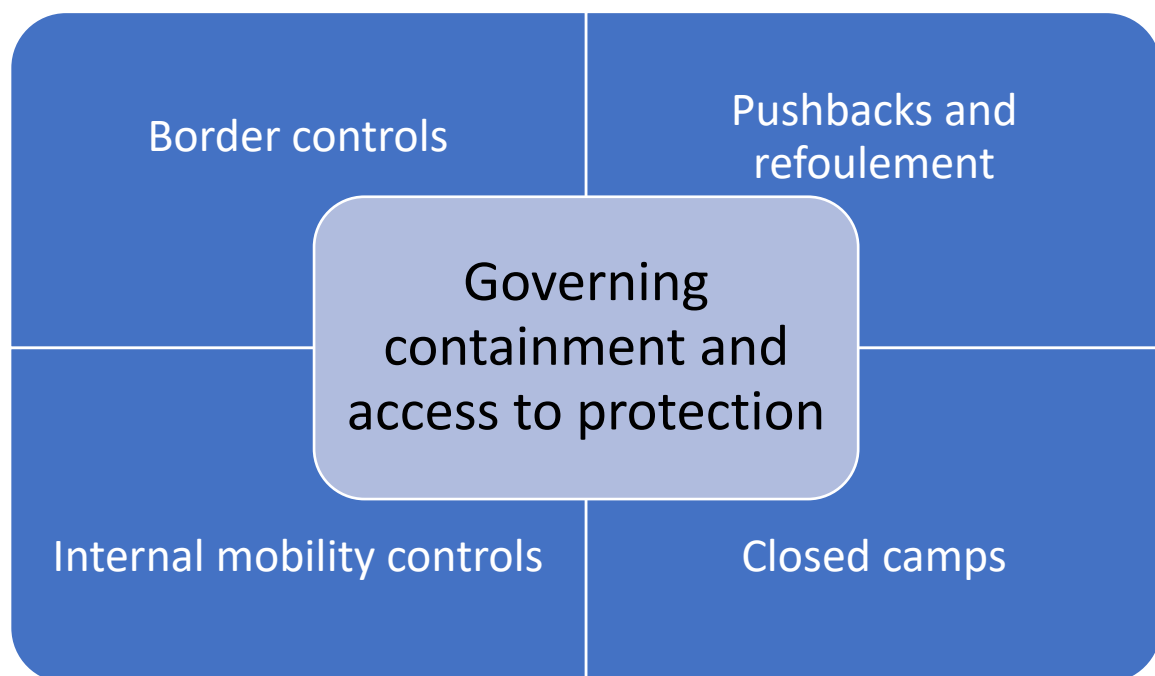 Border controls
Pushbacks and
refoulement
Governing
containment and
access to protection
Internal mobility controls
Closed camps